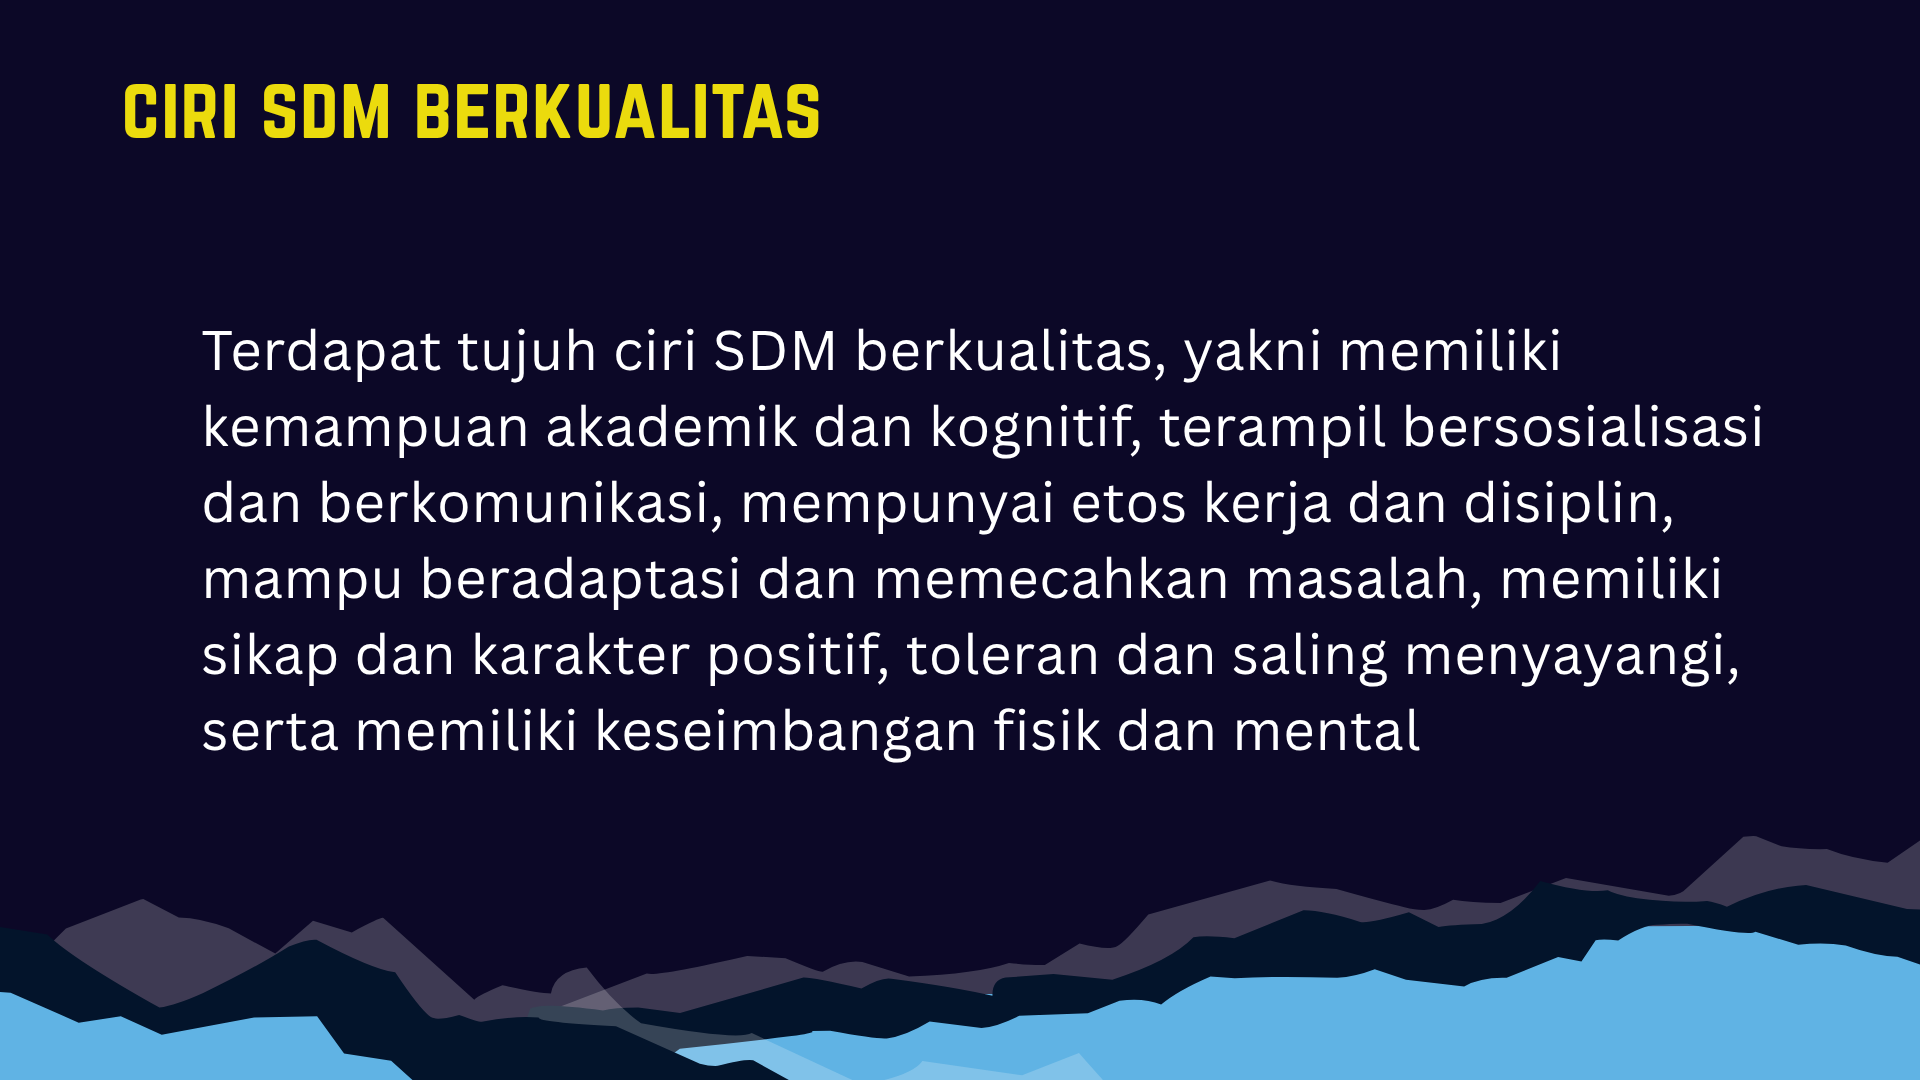 CIRI SDM BERKUALITAS
Terdapat tujuh ciri SDM berkualitas, yakni memiliki
kemampuan akademik dan kognitif, terampil bersosialisasi
dan berkomunikasi, mempunyai etos kerja dan disiplin,
mampu beradaptasi dan memecahkan masalah, memiliki
sikap dan karakter positif, toleran dan saling menyayangi,
serta memiliki keseimbangan fisik dan mental